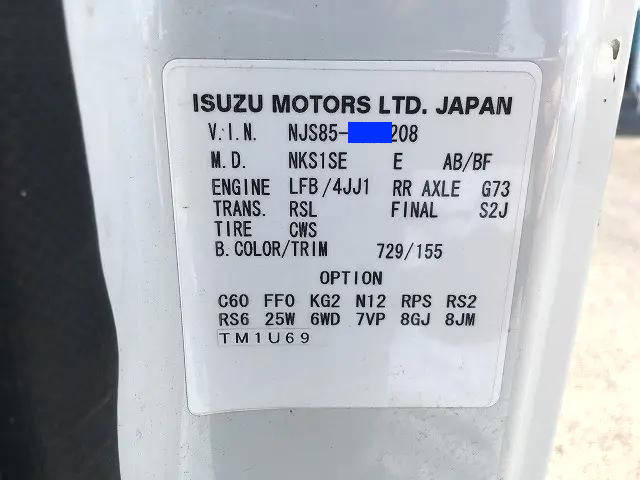 ISUZU MOTORS LTD. JAPAN
V.I.N. NJS85- 208
M.D. NKS1SE E AB/BF
ENGINE LFB/4JJ1 RR AXLE G73
TRANS. RSL FINAL S2J
TIRE CWS
B.COLOR/TRIM 729/155
OPTION
C60 FF0 KG2 N12 RPS RS2
RS6 25W 6WD 7VP 8GJ 8JM
TM1U69